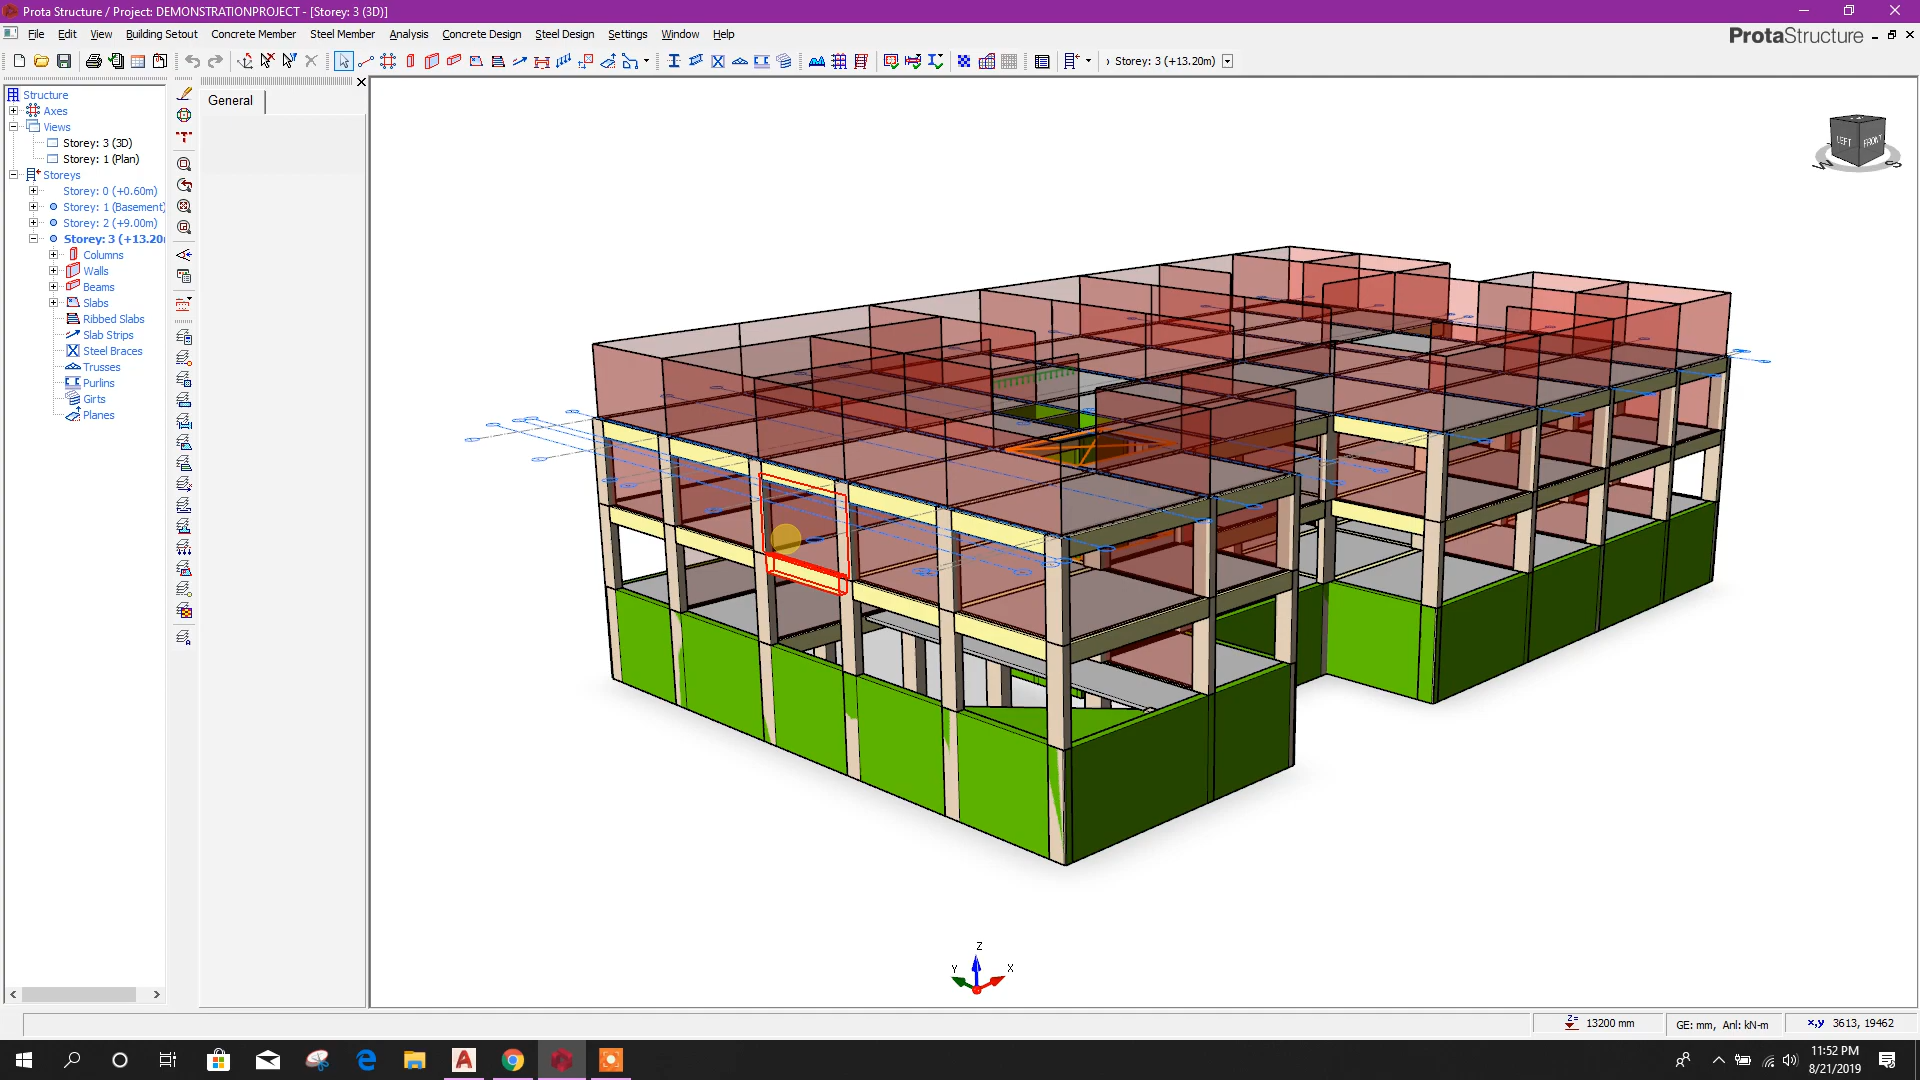 Prota Structure / Project: DEMONSTRATIONPROJECT - [Storey: 3 (3D)]
File Edit View Building Setout Concrete Member Steel Member Analysis Concrete Design Steel Design Settings Window Help
ProtaStructure
Storey: 3 (+13.20m)
Structure
Axes
Views
Storey: 3 (3D)
Storey: 1 (Plan)
Storeys
Storey: 0 (+0.60m)
Storey: 1 (Basement)
Storey: 2 (+9.00m)
Storey: 3 (+13.20
Columns
Walls
Beams
Slabs
Ribbed Slabs
Slab Strips
Steel Braces
Trusses
Purlins
Girts
Planes
General
LEFT FRONT
W S
Z
Y X
Z= 13200 mm
GE: mm, Anl: kN-m
x,y 3613, 19462
11:52 PM
8/21/2019